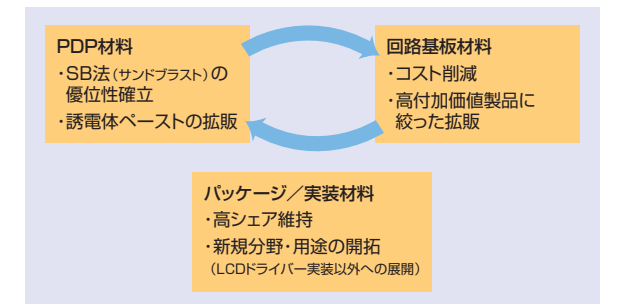 PDP材料
・SB法(サンドブラスト)の
優位性確立
・誘電体ペーストの拡販
回路基板材料
・コスト削減
・高付加価値製品に
絞った拡販
パッケージ／実装材料
・高シェア維持
・新規分野・用途の開拓
(LCDドライバー実装以外への展開)